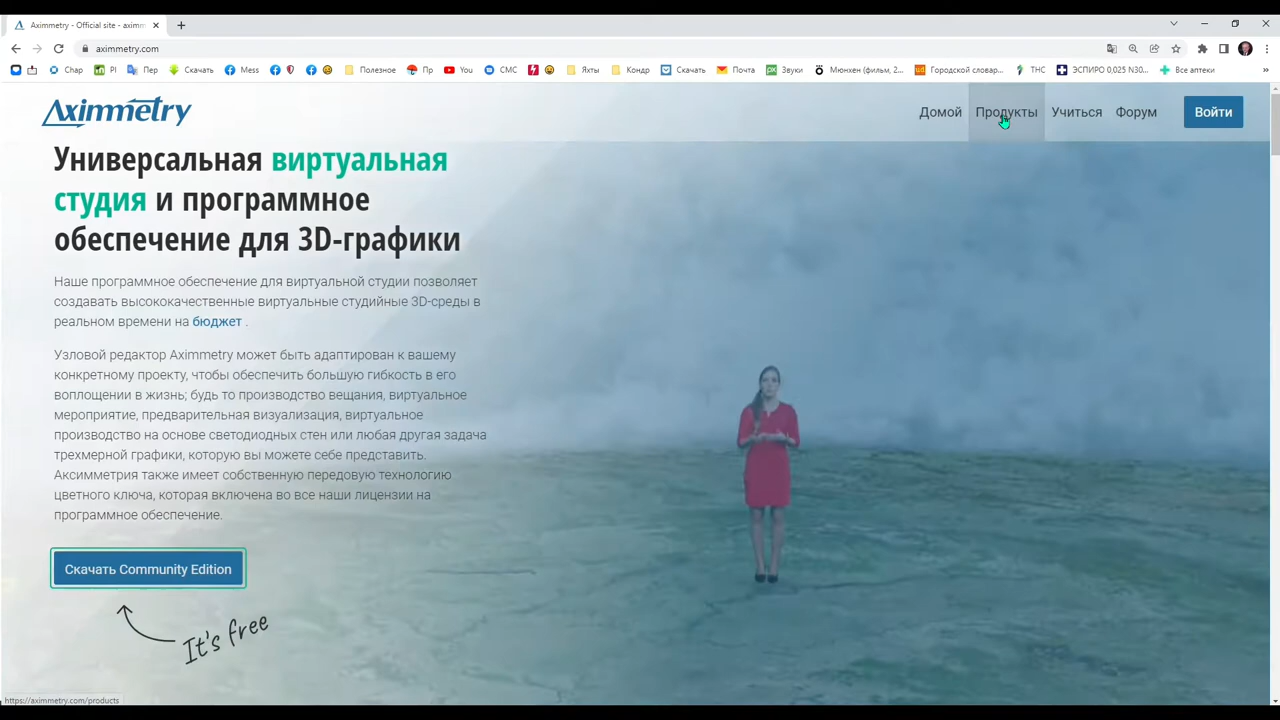 Aximmetry - Official site - aximm
aximmetry.com
Chap
Pl
Пер
Скачать
Mess
Полезное
Пр
You
СМС
Яхты
Кондр
Скачать
Почта
Звуки
Мюнхен (фильм, 2...
Городской словар...
ТНС
ЭСПИРО 0,025 N30...
Все аптеки
»
Aximmetry
Домой
Продукты
Учиться
Форум
Войти
Универсальная виртуальная
студия и программное
обеспечение для 3D-графики
Наше программное обеспечение для виртуальной студии позволяет
создавать высококачественные виртуальные студийные 3D-среды в
реальном времени на бюджет .
Узловой редактор Aximmetry может быть адаптирован к вашему
конкретному проекту, чтобы обеспечить большую гибкость в его
воплощении в жизнь; будь то производство вещания, виртуальное
мероприятие, предварительная визуализация, виртуальное
производство на основе светодиодных стен или любая другая задача
трехмерной графики, которую вы можете себе представить.
Аксимметрия также имеет собственную передовую технологию
цветного ключа, которая включена во все наши лицензии на
программное обеспечение.
Скачать Community Edition
It's free
https://aximmetry.com/products